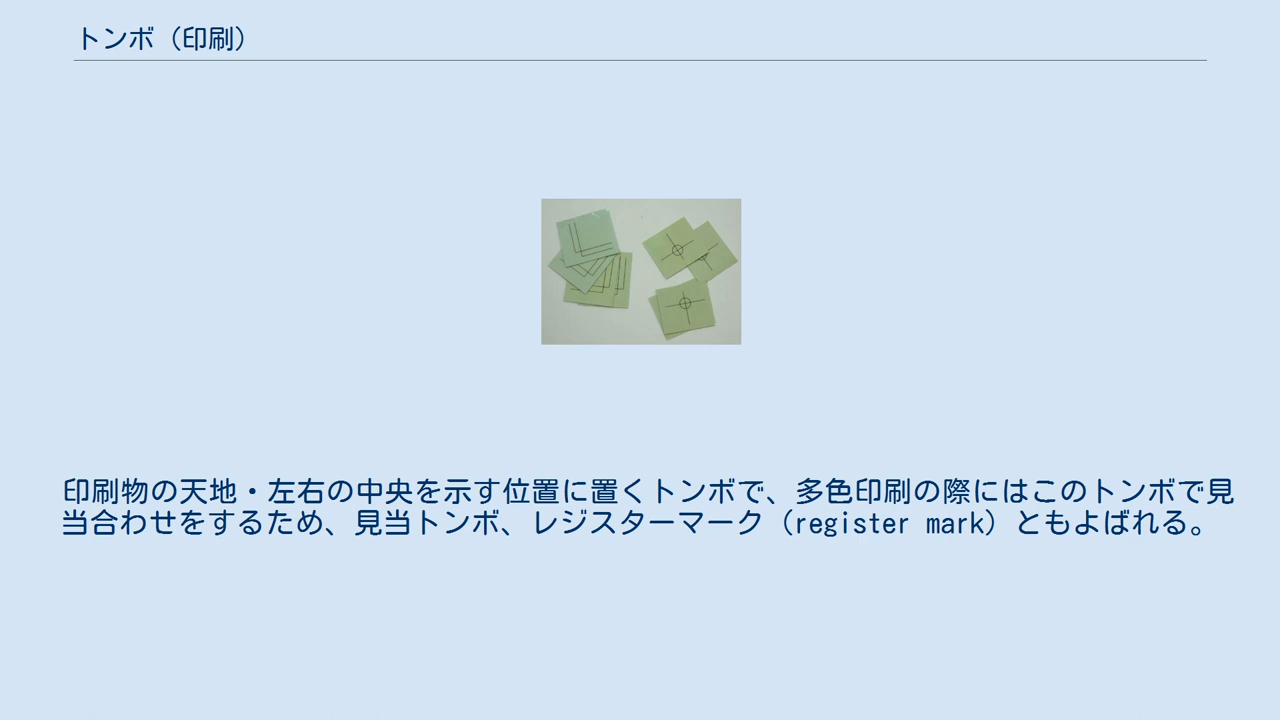 トンボ（印刷）
印刷物の天地・左右の中央を示す位置に置くトンボで、多色印刷の際にはこのトンボで見
当合わせをするため、見当トンボ、レジスターマーク（register mark）ともよばれる。